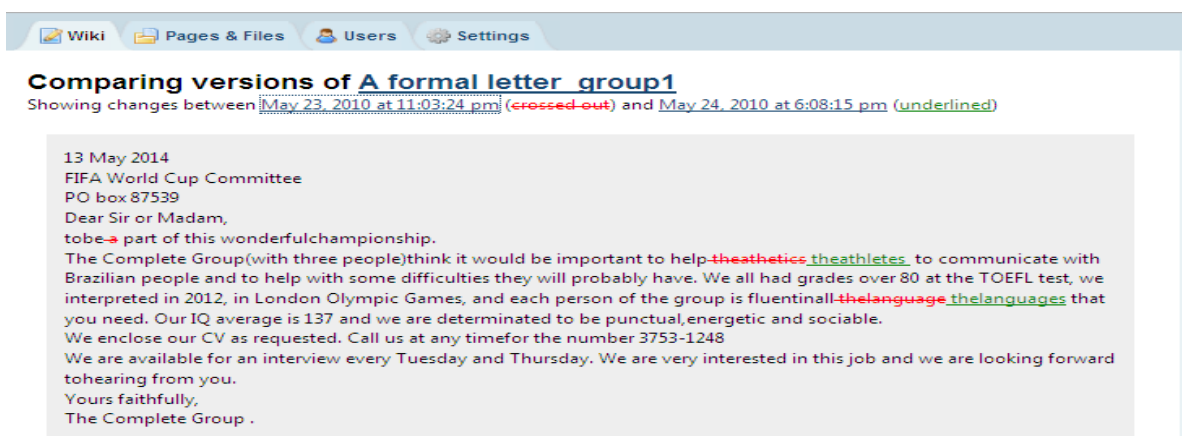 Wiki Pages & Files Users Settings
Comparing versions of A formal letter_group1
Showing changes between May 23, 2010 at 11:03:24 pm (crossed out) and May 24, 2010 at 6:08:15 pm (underlined)
13 May 2014
FIFA World Cup Committee
PO box 87539
Dear Sir or Madam,
tobe a part of this wonderfulchampionship.
The Complete Group(with three people)think it would be important to help theathetics theathletes to communicate with
Brazilian people and to help with some difficulties they will probably have. We all had grades over 80 at the TOEFL test, we
interpreted in 2012, in London Olympic Games, and each person of the group is fluentinall thelanguage thelanguages that
you need. Our IQ average is 137 and we are determinated to be punctual,energetic and sociable.
We enclose our CV as requested. Call us at any timefor the number 3753-1248
We are available for an interview every Tuesday and Thursday. We are very interested in this job and we are looking forward
tohearing from you.
Yours faithfully,
The Complete Group .